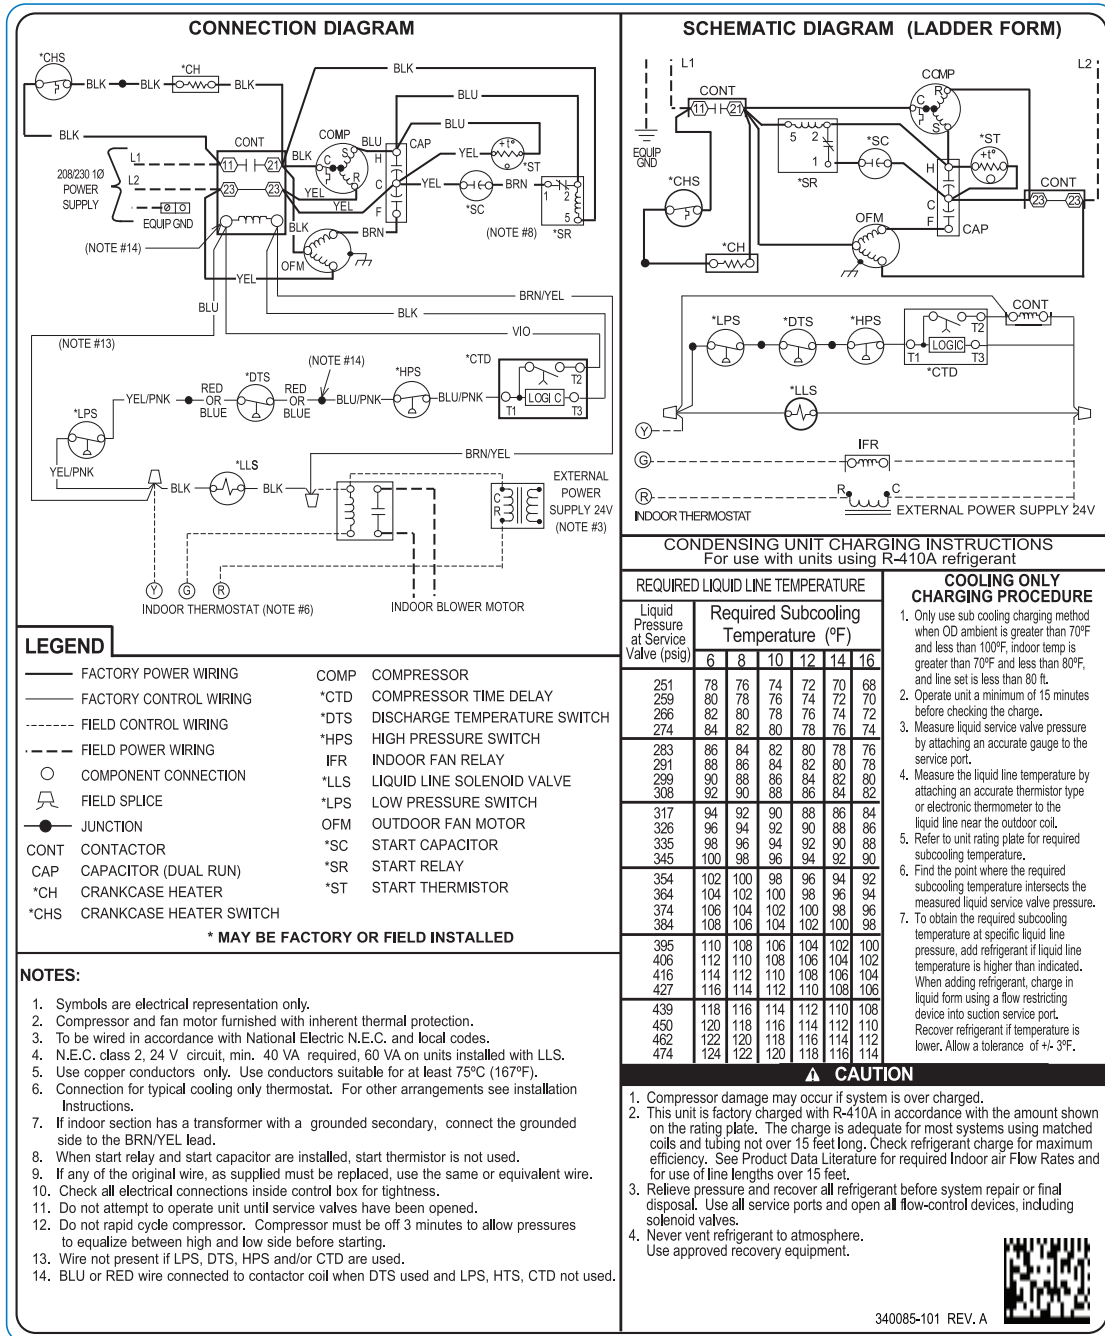 CONNECTION DIAGRAM
*CHS
BLK
BLK
*CH
BLK
BLK
BLU
BLK
CONT
COMP
BLU
BLU
CAP
L1
11
21
BLK
C
S
R
H
YEL
+t°
*ST
208/230 1Ø
POWER
SUPPLY
L2
23
23
YEL
YEL
C
YEL
BRN
1
2
5
*SC
*SR
EQUIP GND
BLK
F
BRN
(NOTE #8)
(NOTE #14)
OFM
YEL
BLU
BRN/YEL
BLK
VIO
(NOTE #13)
(NOTE #14)
*CTD
*LPS
YEL/PNK
RED
OR
BLUE
*DTS
RED
OR
BLUE
BLU/PNK
*HPS
BLU/PNK
T1
LOGIC
T2
T3
YEL/PNK
BRN/YEL
*LLS
BLK
BLK
EXTERNAL
POWER
SUPPLY 24V
(NOTE #3)
C
R
Y
G
R
INDOOR THERMOSTAT (NOTE #6)
INDOOR BLOWER MOTOR
LEGEND
FACTORY POWER WIRING
FACTORY CONTROL WIRING
FIELD CONTROL WIRING
FIELD POWER WIRING
COMPONENT CONNECTION
FIELD SPLICE
JUNCTION
CONT CONTACTOR
CAP CAPACITOR (DUAL RUN)
*CH CRANKCASE HEATER
*CHS CRANKCASE HEATER SWITCH
COMP COMPRESSOR
*CTD COMPRESSOR TIME DELAY
*DTS DISCHARGE TEMPERATURE SWITCH
*HPS HIGH PRESSURE SWITCH
IFR INDOOR FAN RELAY
*LLS LIQUID LINE SOLENOID VALVE
*LPS LOW PRESSURE SWITCH
OFM OUTDOOR FAN MOTOR
*SC START CAPACITOR
*SR START RELAY
*ST START THERMISTOR
* MAY BE FACTORY OR FIELD INSTALLED
NOTES:
1. Symbols are electrical representation only.
2. Compressor and fan motor furnished with inherent thermal protection.
3. To be wired in accordance with National Electric N.E.C. and local codes.
4. N.E.C. class 2, 24 V circuit, min. 40 VA required, 60 VA on units installed with LLS.
5. Use copper conductors only. Use conductors suitable for at least 75ºC (167ºF).
6. Connection for typical cooling only thermostat. For other arrangements see installation
Instructions.
7. If indoor section has a transformer with a grounded secondary, connect the grounded
side to the BRN/YEL lead.
8. When start relay and start capacitor are installed, start thermistor is not used.
9. If any of the original wire, as supplied must be replaced, use the same or equivalent wire.
10. Check all electrical connections inside control box for tightness.
11. Do not attempt to operate unit until service valves have been opened.
12. Do not rapid cycle compressor. Compressor must be off 3 minutes to allow pressures
to equalize between high and low side before starting.
13. Wire not present if LPS, DTS, HPS and/or CTD are used.
14. BLU or RED wire connected to contactor coil when DTS used and LPS, HTS, CTD not used.
SCHEMATIC DIAGRAM (LADDER FORM)
L1
L2
CONT
11
21
COMP
R
C
S
EQUIP
GND
5
2
1
*SR
*SC
H
+t°
*ST
*CHS
CONT
23
23
C
F
CAP
OFM
*CH
CONT
*LPS
*DTS
*HPS
T2
T1
LOGIC
T3
*CTD
*LLS
Y
G
IFR
R
R
C
INDOOR THERMOSTAT
EXTERNAL POWER SUPPLY 24V
CONDENSING UNIT CHARGING INSTRUCTIONS
For use with units using R-410A refrigerant
REQUIRED LIQUID LINE TEMPERATURE
Liquid
Pressure
at Service
Valve (psig)
Required Subcooling
Temperature (ºF)
6 8 10 12 14 16
251 78 76 74 72 70 68
259 80 78 76 74 72 70
266 82 80 78 76 74 72
274 84 82 80 78 76 74
283 86 84 82 80 78 76
291 88 86 84 82 80 78
299 90 88 86 84 82 80
308 92 90 88 86 84 82
317 94 92 90 88 86 84
326 96 94 92 90 88 86
335 98 96 94 92 90 88
345 100 98 96 94 92 90
354 102 100 98 96 94 92
364 104 102 100 98 96 94
374 106 104 102 100 98 96
384 108 106 104 102 100 98
395 110 108 106 104 102 100
406 112 110 108 106 104 102
416 114 112 110 108 106 104
427 116 114 112 110 108 106
439 118 116 114 112 110 108
450 120 118 116 114 112 110
462 122 120 118 116 114 112
474 124 122 120 118 116 114
COOLING ONLY
CHARGING PROCEDURE
1. Only use sub cooling charging method
when OD ambient is greater than 70ºF
and less than 100ºF, indoor temp is
greater than 70ºF and less than 80ºF,
and line set is less than 80 ft.
2. Operate unit a minimum of 15 minutes
before checking the charge.
3. Measure liquid service valve pressure
by attaching an accurate gauge to the
service port.
4. Measure the liquid line temperature by
attaching an accurate thermistor type
or electronic thermometer to the
liquid line near the outdoor coil.
5. Refer to unit rating plate for required
subcooling temperature.
6. Find the point where the required
subcooling temperature intersects the
measured liquid service valve pressure.
7. To obtain the required subcooling
temperature at specific liquid line
pressure, add refrigerant if liquid line
temperature is higher than indicated.
When adding refrigerant, charge in
liquid form using a flow restricting
device into suction service port.
Recover refrigerant if temperature is
lower. Allow a tolerance of +/- 3ºF.
CAUTION
1. Compressor damage may occur if system is over charged.
2. This unit is factory charged with R-410A in accordance with the amount shown
on the rating plate. The charge is adequate for most systems using matched
coils and tubing not over 15 feet long. Check refrigerant charge for maximum
efficiency. See Product Data Literature for required Indoor air Flow Rates and
for use of line lengths over 15 feet.
3. Relieve pressure and recover all refrigerant before system repair or final
disposal. Use all service ports and open all flow-control devices, including
solenoid valves.
4. Never vent refrigerant to atmosphere.
Use approved recovery equipment.
340085-101 REV. A